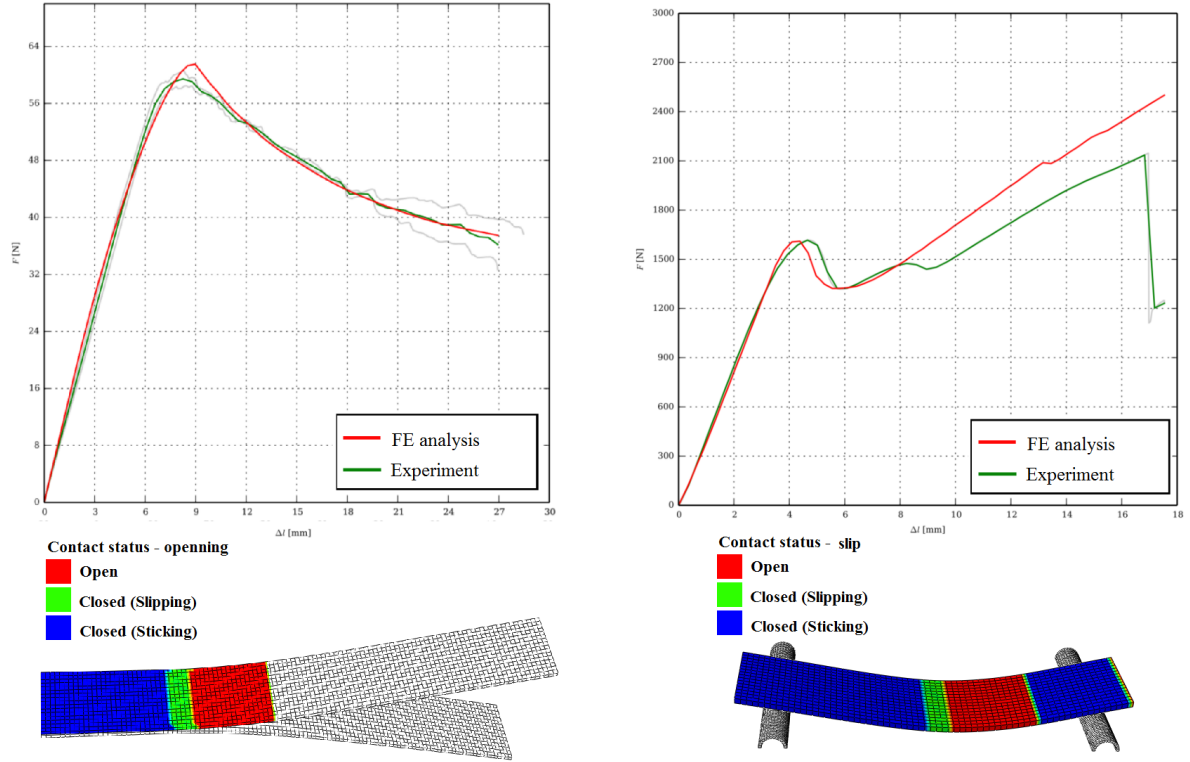 64
56
48
40
32
24
16
8
0
F [N]
0 3 6 9 12 15 18 21 24 27 30
Δl [mm]
FE analysis
Experiment
3000
2700
2400
2100
1800
1500
1200
900
600
300
0
F [N]
0 2 4 6 8 10 12 14 16 18
Δl [mm]
FE analysis
Experiment
Contact status - openning
Open
Closed (Slipping)
Closed (Sticking)
Contact status - slip
Open
Closed (Slipping)
Closed (Sticking)